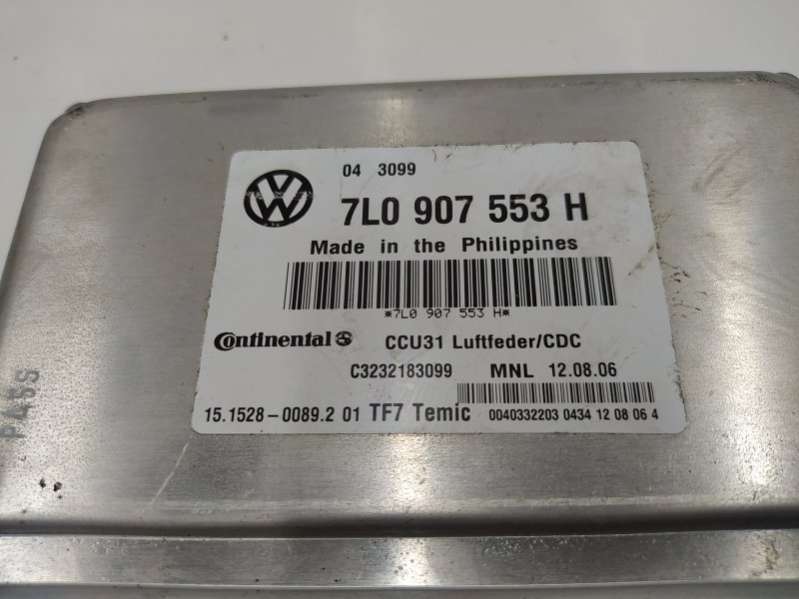 04 3099
7L0 907 553 H
Made in the Philippines
*7L0 907 553 H*
Continental CCU31 Luftfeder/CDC
C3232183099 MNL 12.08.06
15.1528-0089.2 01 TF7 Temic 0040332203 0434 12 08 06 4
PASS